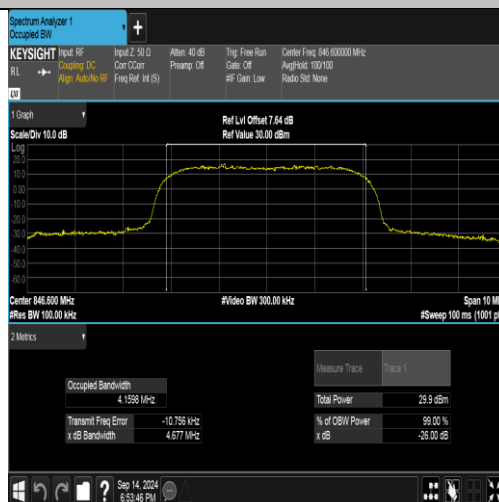 Spectrum Analyzer 1
Occupied BW
KEYSIGHT Input: RF Input Z: 50 Ω Atten: 40 dB Trig: Free Run Center Freq: 846.600000 MHz
RL Coupling: DC Corr CCorr Preamp: Off Gate: Off Avg|Hold: 100/100
Align: Auto/No RF Freq Ref: Int (S) #IF Gain: Low Radio Std: None
LXI
1 Graph
Ref Lvl Offset 7.64 dB
Scale/Div 10.0 dB Ref Value 30.00 dBm
Log
20.0
10.0
0.00
-10.0
-20.0
-30.0
-40.0
-50.0
-60.0
Center 846.600 MHz #Video BW 300.00 kHz Span 10 M
#Res BW 100.00 kHz #Sweep 100 ms (1001 pt
2 Metrics
Measure Trace Trace 1
Occupied Bandwidth
4.1598 MHz Total Power 29.9 dBm
Transmit Freq Error -10.756 kHz % of OBW Power 99.00 %
x dB Bandwidth 4.677 MHz x dB -26.00 dB
? Sep 14, 2024
6:53:46 PM